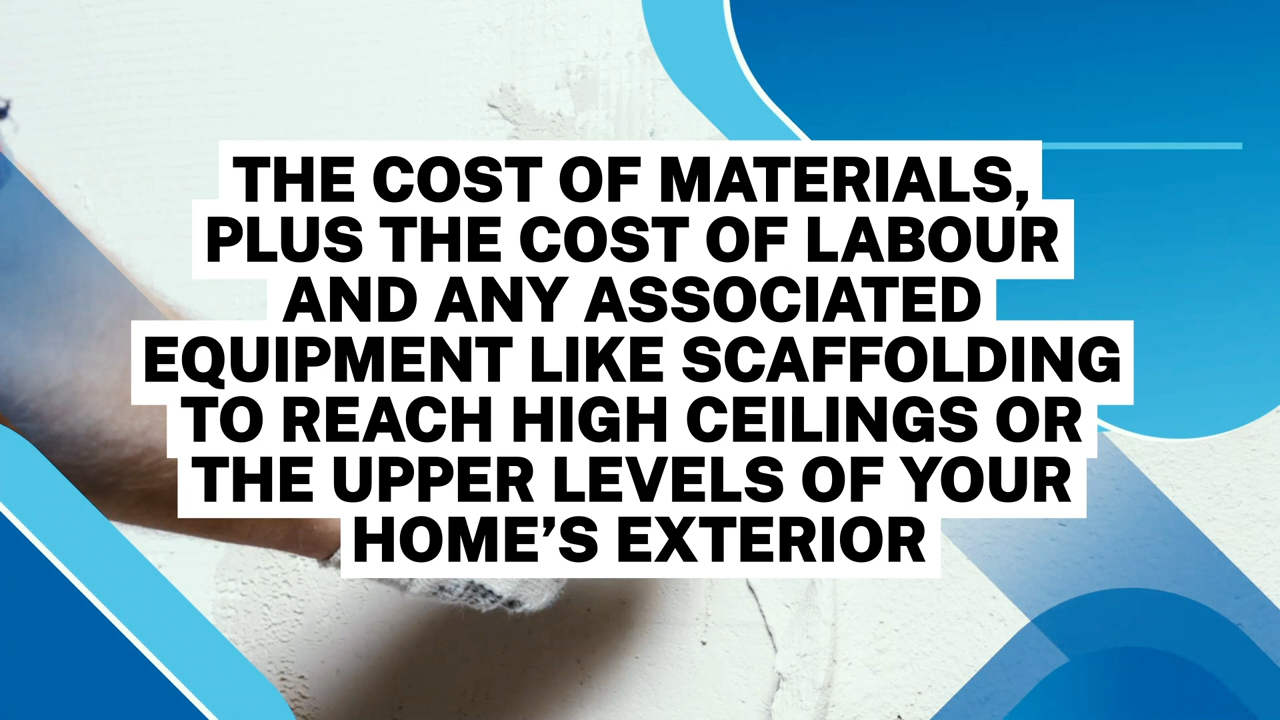 THE COST OF MATERIALS,
PLUS THE COST OF LABOUR
AND ANY ASSOCIATED
EQUIPMENT LIKE SCAFFOLDING
TO REACH HIGH CEILINGS OR
THE UPPER LEVELS OF YOUR
HOME’S EXTERIOR